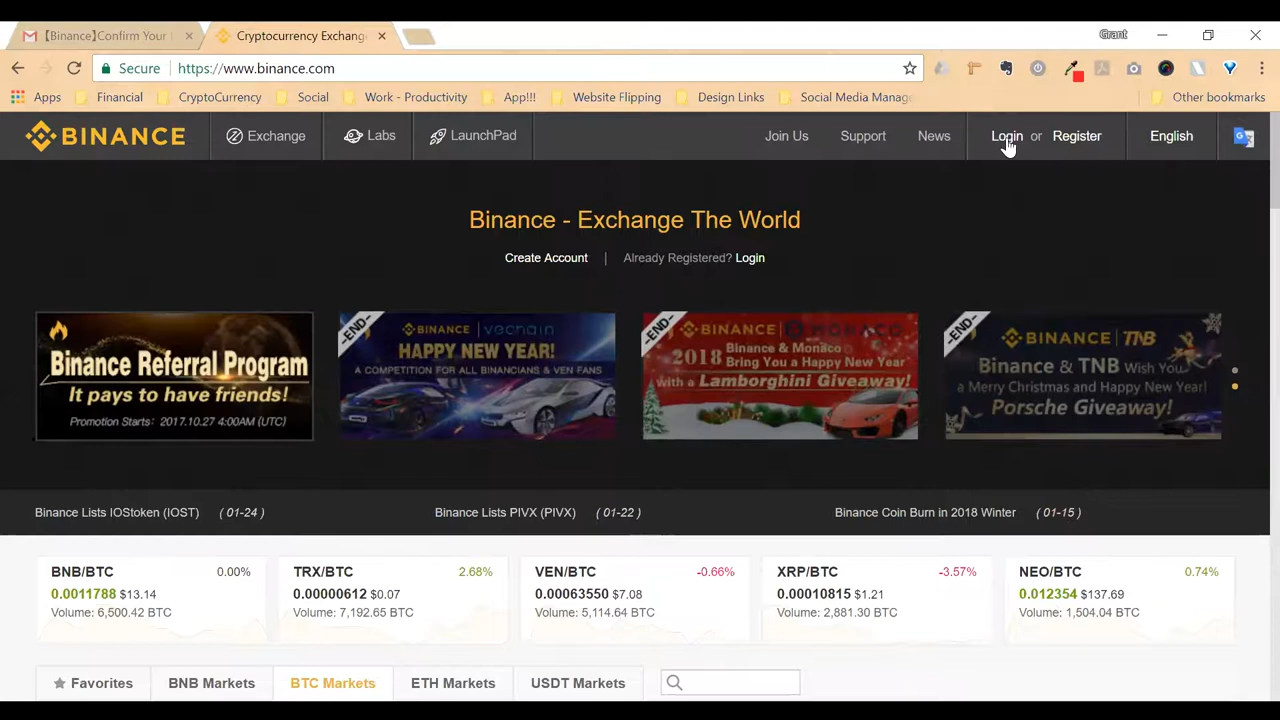 【Binance】Confirm Your
Cryptocurrency Exchang
Grant
Secure https://www.binance.com
Apps Financial CryptoCurrency Social Work - Productivity App!!! Website Flipping Design Links Social Media Manag Other bookmarks
BINANCE Exchange Labs LaunchPad Join Us Support News Login or Register English
Binance - Exchange The World
Create Account | Already Registered? Login
Binance Referral Program
It pays to have friends!
Promotion Starts: 2017.10.27 4:00AM (UTC)
-END-
BINANCE vechain
HAPPY NEW YEAR!
A COMPETITION FOR ALL BINANCIANS & VEN FANS
-END-
BINANCE MONACO
2018 Binance & Monaco
Bring You a Happy New Year
with a Lamborghini Giveaway!
-END-
BINANCE TNB
Binance & TNB Wish You
a Merry Christmas and Happy New Year!
Porsche Giveaway!
Binance Lists IOStoken (IOST) ( 01-24 ) Binance Lists PIVX (PIVX) ( 01-22 ) Binance Coin Burn in 2018 Winter ( 01-15 )
BNB/BTC 0.00%
0.0011788 $13.14
Volume: 6,500.42 BTC
TRX/BTC 2.68%
0.00000612 $0.07
Volume: 7,192.65 BTC
VEN/BTC -0.66%
0.00063550 $7.08
Volume: 5,114.64 BTC
XRP/BTC -3.57%
0.00010815 $1.21
Volume: 2,881.30 BTC
NEO/BTC 0.74%
0.012354 $137.69
Volume: 1,504.04 BTC
Favorites BNB Markets BTC Markets ETH Markets USDT Markets